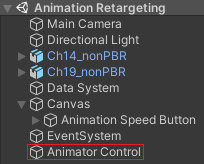 Animation Retargeting
Main Camera
Directional Light
Ch14_nonPBR
Ch19_nonPBR
Data System
Canvas
Animation Speed Button
EventSystem
Animator Control